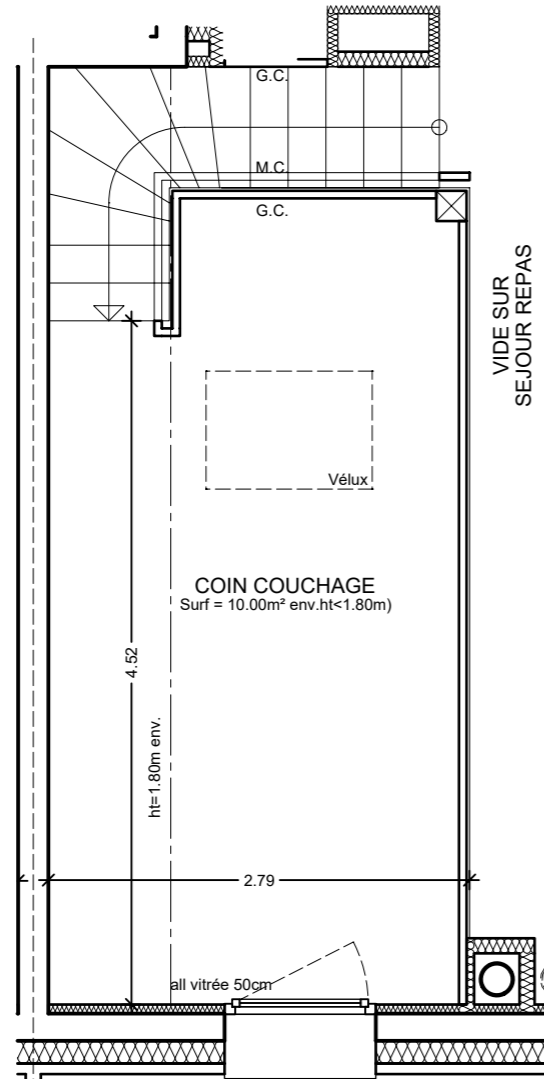 G.C.
M.C.
G.C.
VIDE SUR
SEJOUR REPAS
Vélux
COIN COUCHAGE
Surf = 10.00m² env.ht<1.80m)
4.52
ht=1.80m env.
2.79
all vitrée 50cm